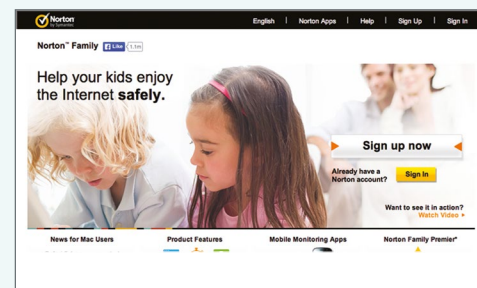 Norton
by Symantec
English | Norton Apps | Help | Sign Up | Sign In
Norton™ Family Like 1.1m
Help your kids enjoy
the Internet safely.
Sign up now
Already have a
Norton account?
Sign In
Want to see it in action?
Watch Video
News for Mac Users
Product Features
Mobile Monitoring Apps
Norton Family Premier*